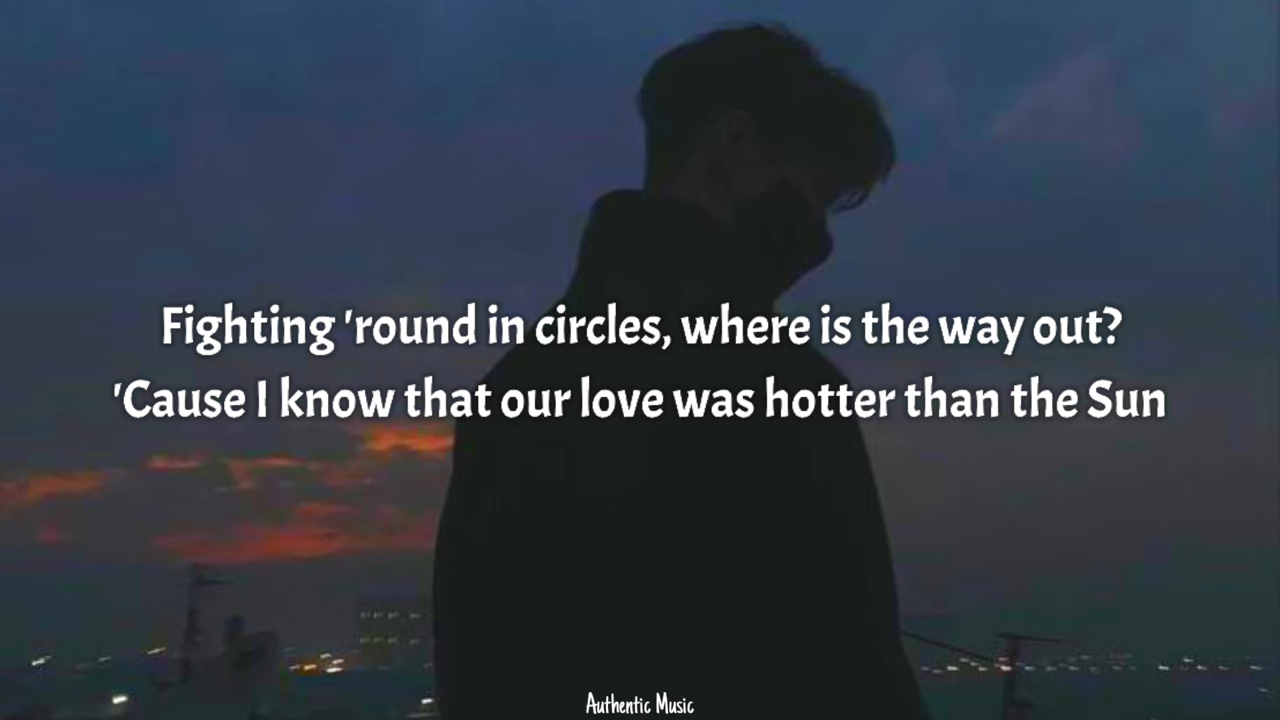 Fighting 'round in circles, where is the way out?
'Cause I know that our love was hotter than the Sun
Authentic Music